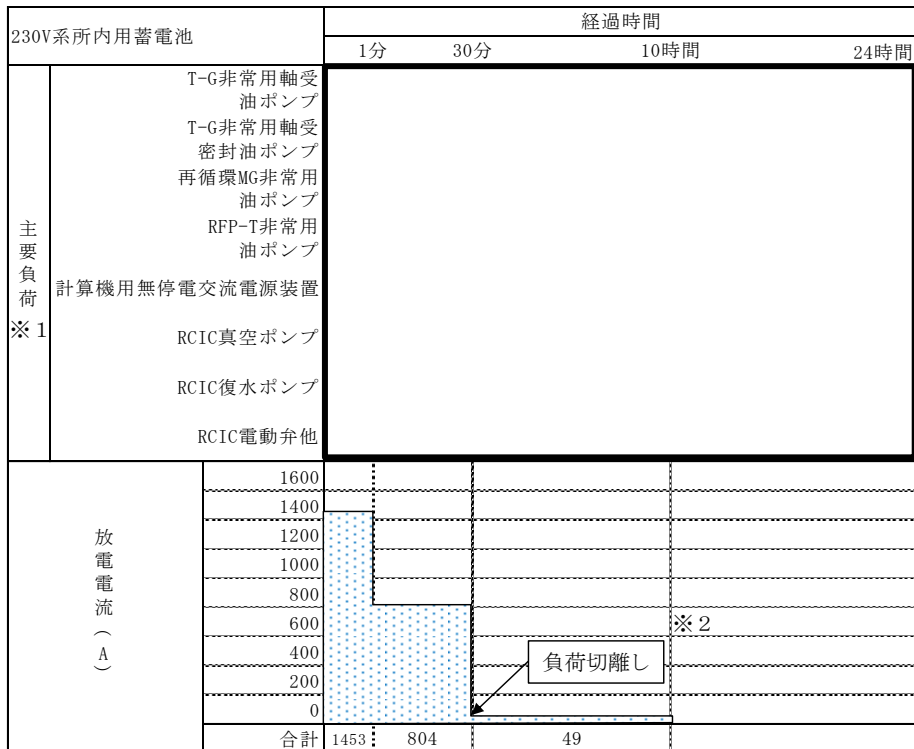 230V系所内用蓄電池
経過時間
1分 30分 10時間 24時間
主要負荷
※1
T-G非常用軸受
油ポンプ
T-G非常用軸受
密封油ポンプ
再循環MG非常用
油ポンプ
RFP-T非常用
油ポンプ
計算機用無停電交流電源装置
RCIC真空ポンプ
RCIC復水ポンプ
RCIC電動弁他
放電電流(A)
1600
1400
1200
1000
800
600
400
200
0
※2
負荷切離し
合計 1453 804 49